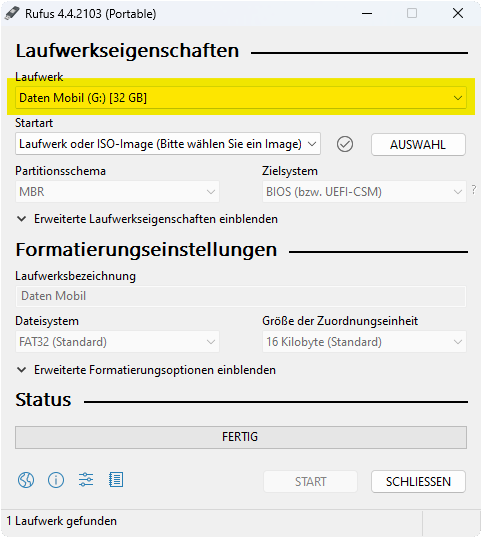 Rufus 4.4.2103 (Portable)
Laufwerkseigenschaften
Laufwerk
Daten Mobil (G:) [32 GB]
Startart
Laufwerk oder ISO-Image (Bitte wählen Sie ein Image)
AUSWAHL
Partitionsschema
Zielsystem
MBR
BIOS (bzw. UEFI-CSM)
?
Erweiterte Laufwerkseigenschaften einblenden
Formatierungseinstellungen
Laufwerksbezeichnung
Daten Mobil
Dateisystem
Größe der Zuordnungseinheit
FAT32 (Standard)
16 Kilobyte (Standard)
Erweiterte Formatierungsoptionen einblenden
Status
FERTIG
START
SCHLIESSEN
1 Laufwerk gefunden